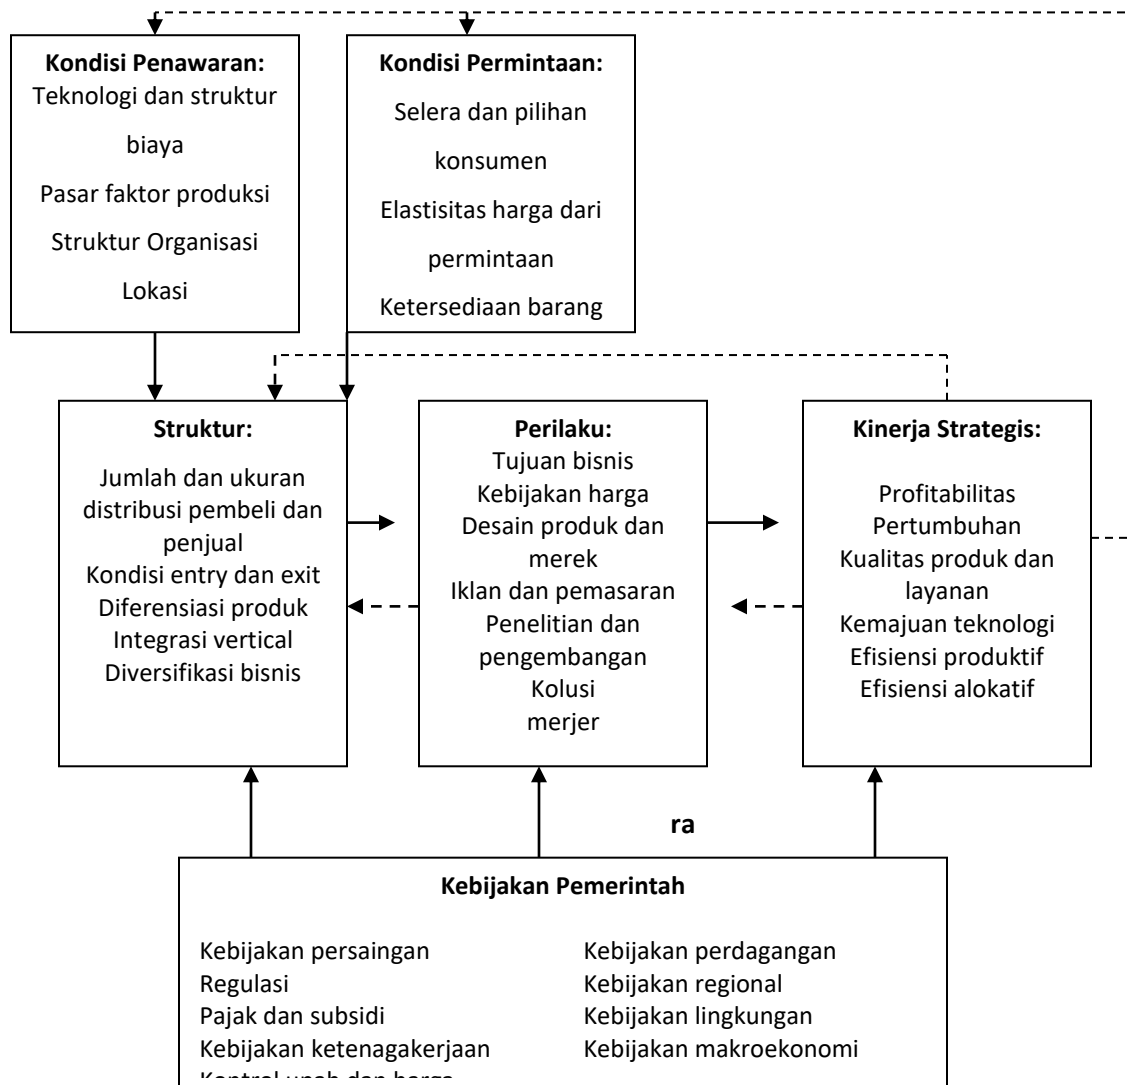 Kondisi Penawaran:
Teknologi dan struktur
biaya
Pasar faktor produksi
Struktur Organisasi
Lokasi
Kondisi Permintaan:
Selera dan pilihan
konsumen
Elastisitas harga dari
permintaan
Ketersediaan barang
Struktur:
Jumlah dan ukuran
distribusi pembeli dan
penjual
Kondisi entry dan exit
Diferensiasi produk
Integrasi vertical
Diversifikasi bisnis
Perilaku:
Tujuan bisnis
Kebijakan harga
Desain produk dan
merek
Iklan dan pemasaran
Penelitian dan
pengembangan
Kolusi
merjer
Kinerja Strategis:
Profitabilitas
Pertumbuhan
Kualitas produk dan
layanan
Kemajuan teknologi
Efisiensi produktif
Efisiensi alokatif
ra
Kebijakan Pemerintah
Kebijakan persaingan
Regulasi
Pajak dan subsidi
Kebijakan ketenagakerjaan
Kontrol upah dan harga
Kebijakan perdagangan
Kebijakan regional
Kebijakan lingkungan
Kebijakan makroekonomi